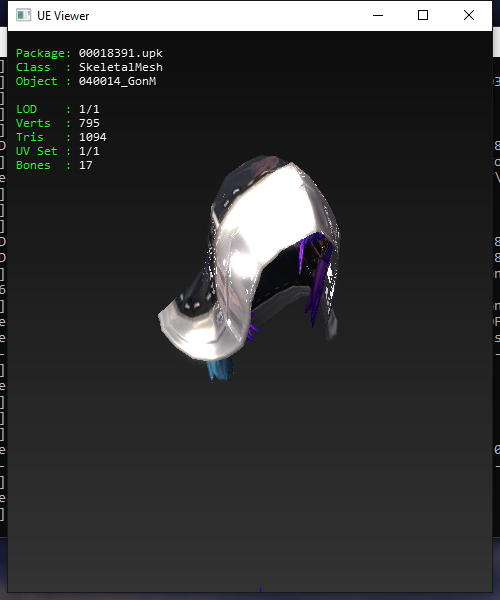 UE Viewer
Package: 00018391.upk
Class : SkeletalMesh
Object : 040014_GonM
LOD : 1/1
Verts : 795
Tris : 1094
UV Set : 1/1
Bones : 17